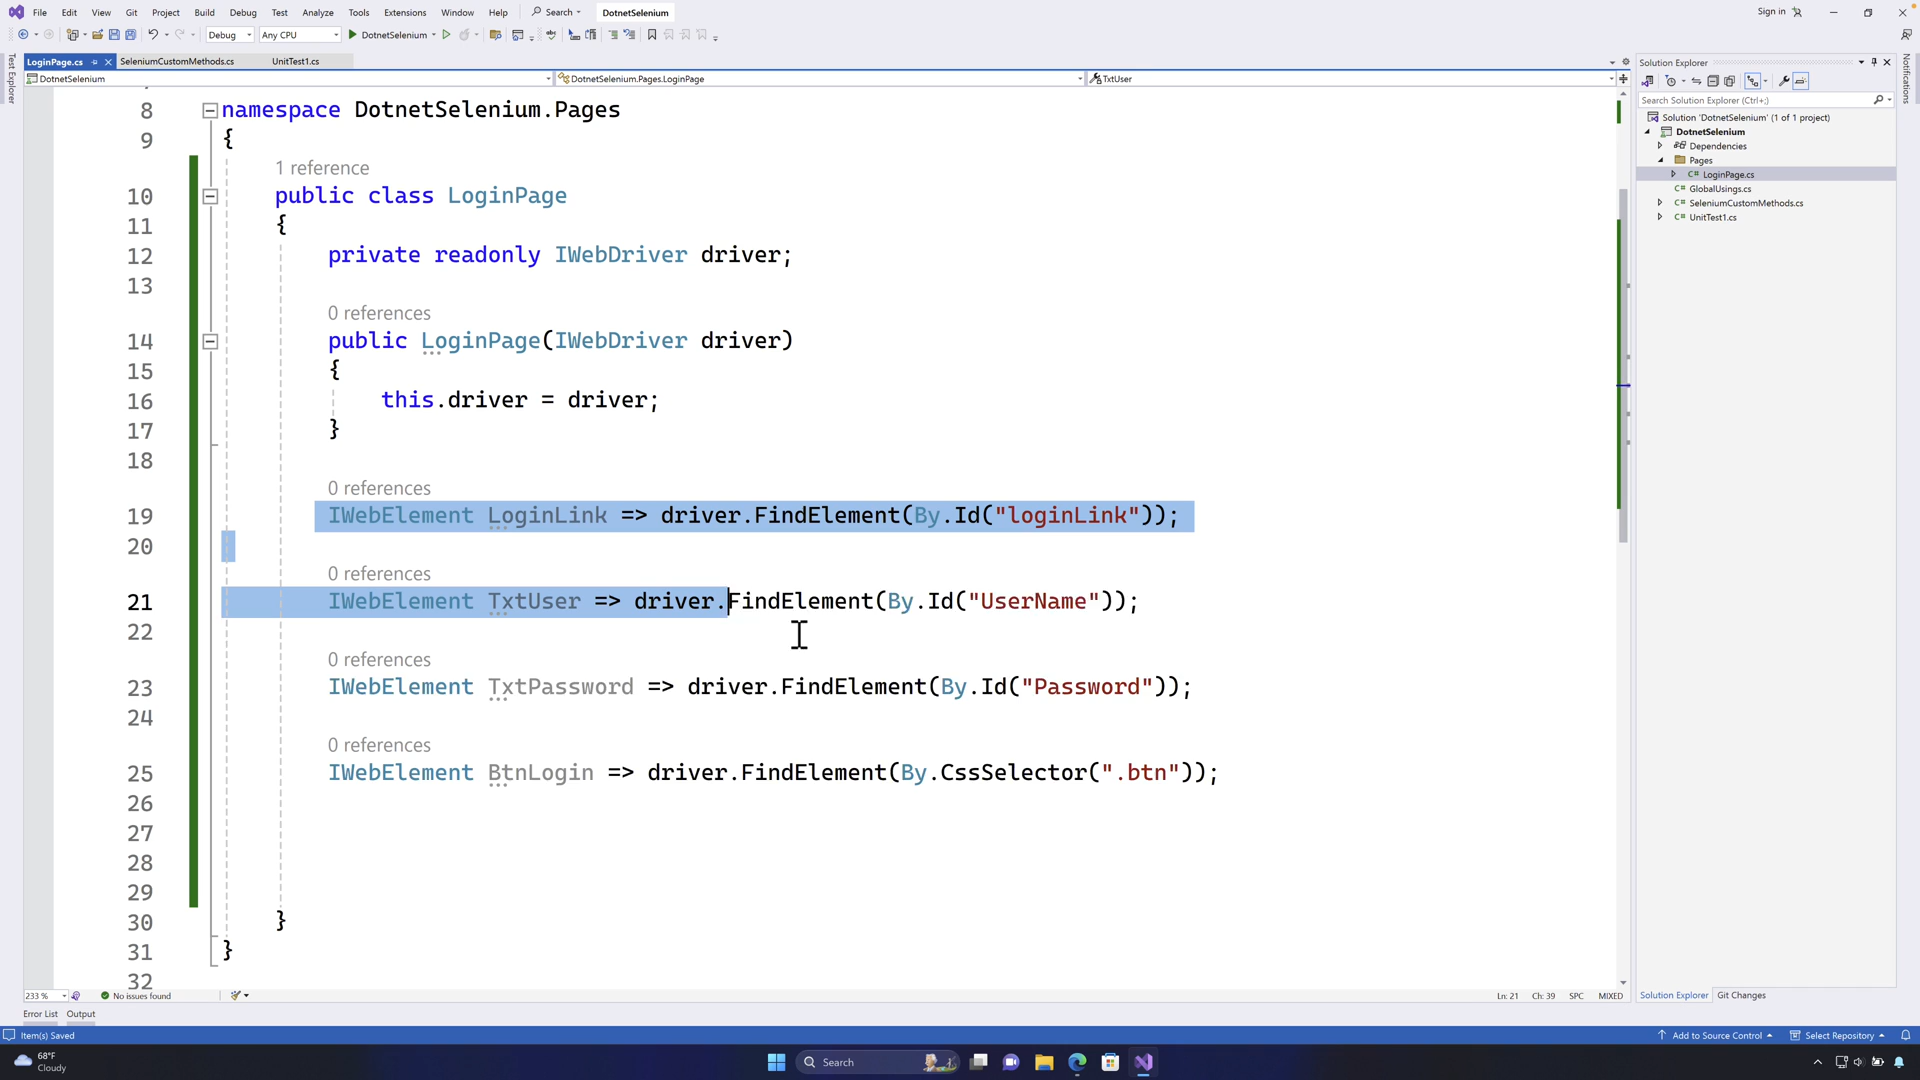 File Edit View Git Project Build Debug Test Analyze Tools Extensions Window Help Search DotnetSelenium Sign in
Debug Any CPU DotnetSelenium
LoginPage.cs SeleniumCustomMethods.cs UnitTest1.cs
DotnetSelenium DotnetSelenium.Pages.LoginPage TxtUser
Test Explorer
Notifications
8 namespace DotnetSelenium.Pages
9 {
1 reference
10 public class LoginPage
11 {
12 private readonly IWebDriver driver;
13
0 references
14 public LoginPage(IWebDriver driver)
15 {
16 this.driver = driver;
17 }
18
0 references
19 IWebElement LoginLink => driver.FindElement(By.Id("loginLink"));
20
0 references
21 IWebElement TxtUser => driver.FindElement(By.Id("UserName"));
22
0 references
23 IWebElement TxtPassword => driver.FindElement(By.Id("Password"));
24
0 references
25 IWebElement BtnLogin => driver.FindElement(By.CssSelector(".btn"));
26
27
28
29
30 }
31 }
32
Solution Explorer
Search Solution Explorer (Ctrl+;)
Solution 'DotnetSelenium' (1 of 1 project)
DotnetSelenium
Dependencies
Pages
C# LoginPage.cs
C# GlobalUsings.cs
C# SeleniumCustomMethods.cs
C# UnitTest1.cs
233 % No issues found Ln: 21 Ch: 39 SPC MIXED
Solution Explorer Git Changes
Error List Output
Item(s) Saved Add to Source Control Select Repository
68°F
Cloudy
Search